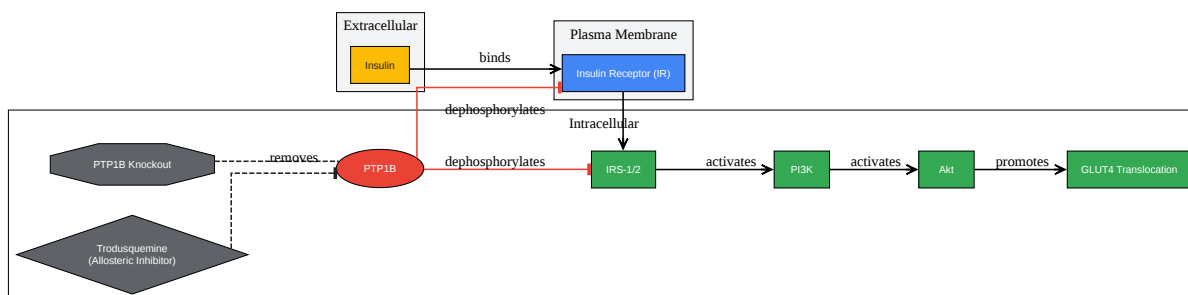 Extracellular
Plasma Membrane
Insulin
binds
Insulin Receptor (IR)
dephosphorylates
Intracellular
PTP1B Knockout
removes
PTP1B
dephosphorylates
IRS-1/2
activates
PI3K
activates
Akt
promotes
GLUT4 Translocation
Trodusquemine
(Allosteric Inhibitor)